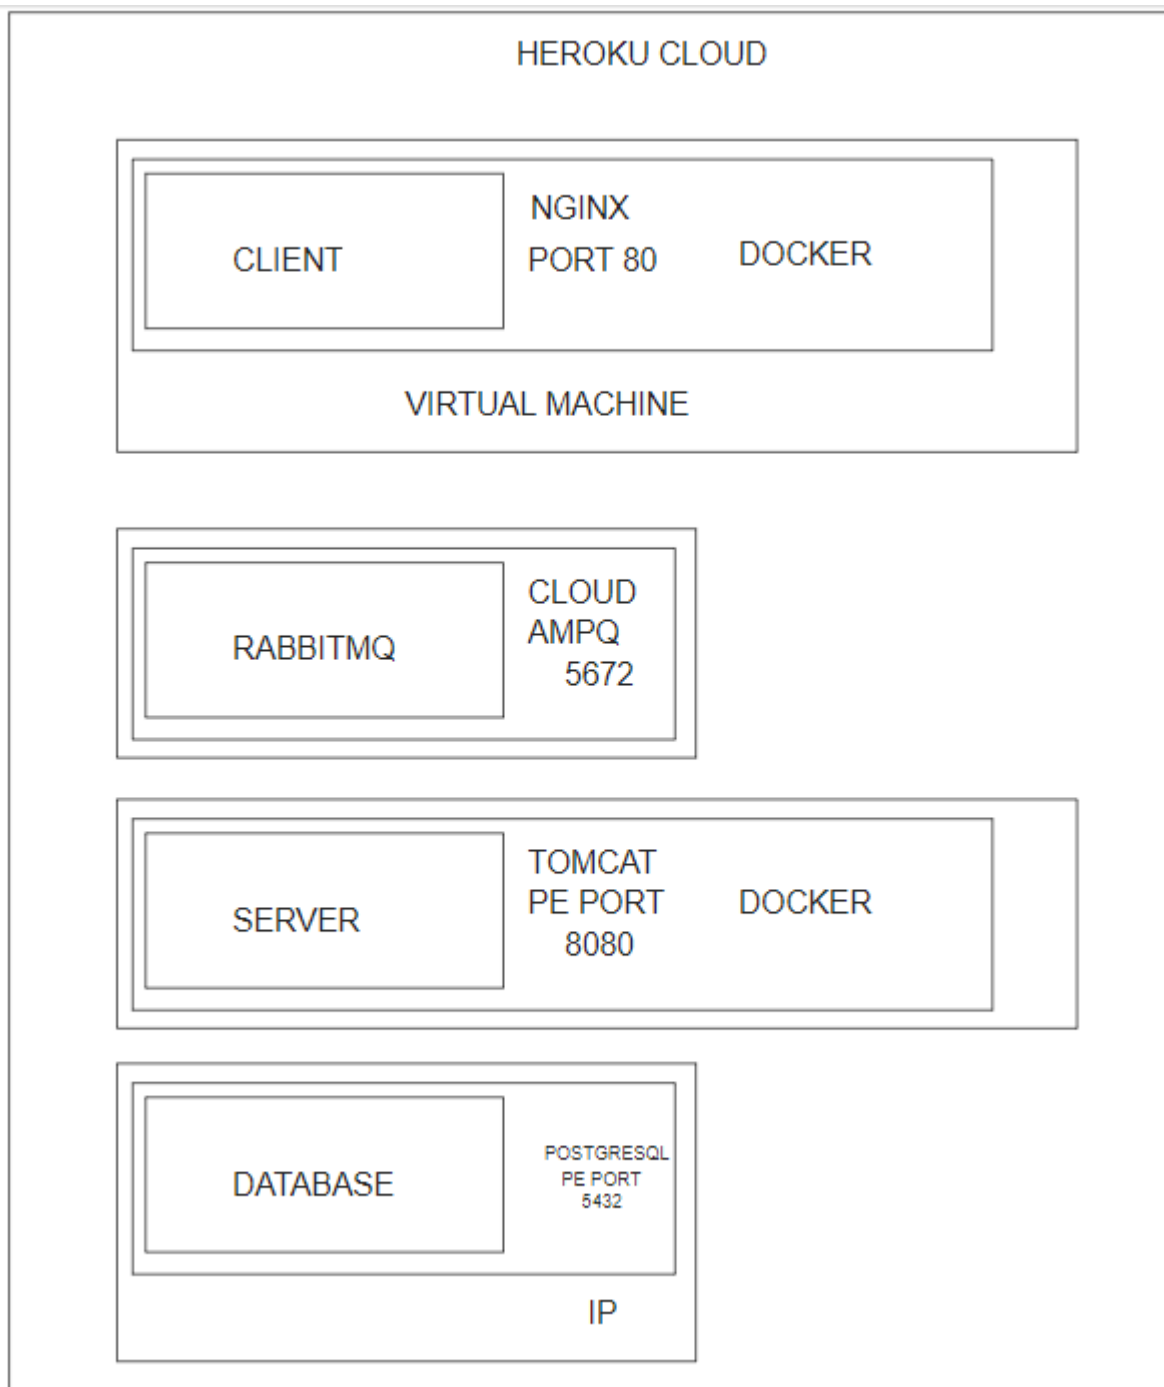 HEROKU CLOUD
CLIENT
NGINX
PORT 80
DOCKER
VIRTUAL MACHINE
RABBITMQ
CLOUD
AMPQ
5672
SERVER
TOMCAT
PE PORT
8080
DOCKER
DATABASE
POSTGRESQL
PE PORT
5432
IP